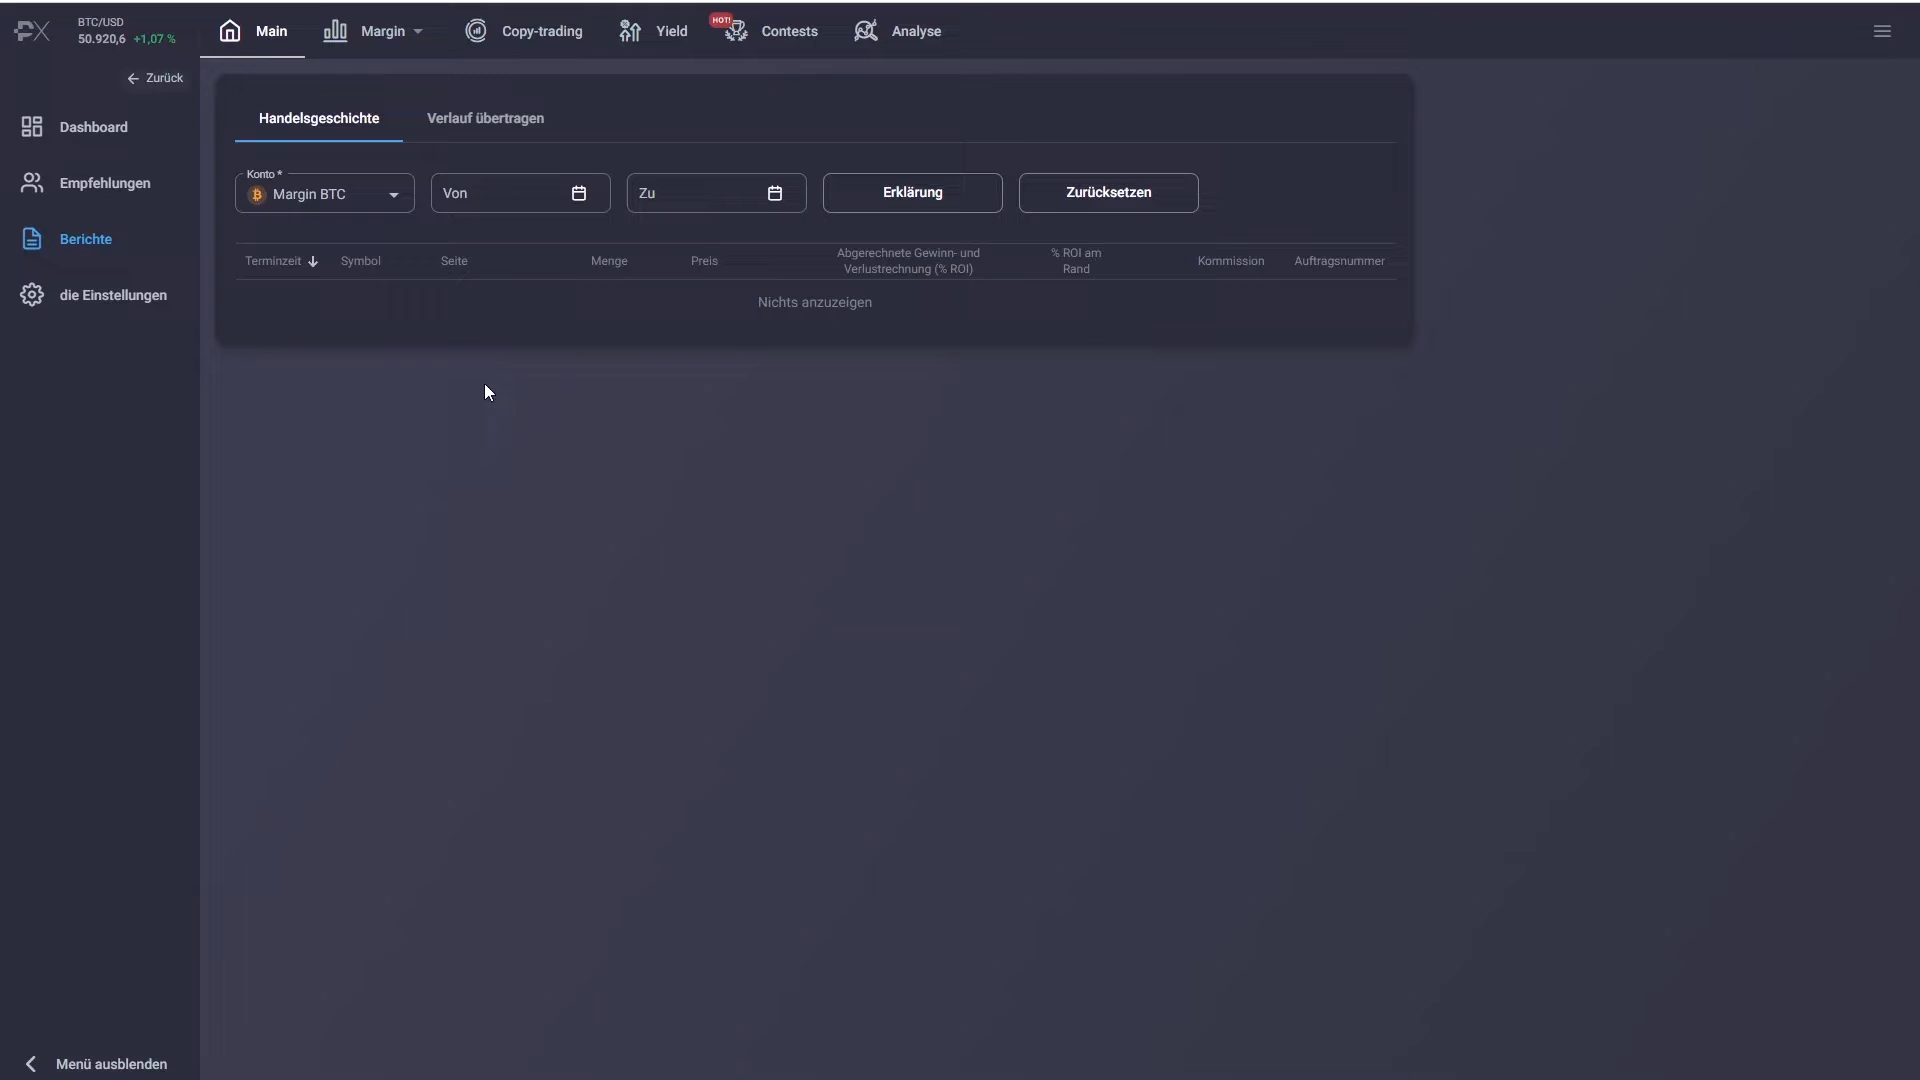 BTC/USD
50.920,6 +1,07 %
Main
Margin
Copy-trading
Yield
HOT!
Contests
Analyse
Zurück
Dashboard
Empfehlungen
Berichte
die Einstellungen
Menü ausblenden
Handelsgeschichte
Verlauf übertragen
Konto *
Margin BTC
Von
Zu
Erklärung
Zurücksetzen
Terminzeit
Symbol
Seite
Menge
Preis
Abgerechnete Gewinn- und
Verlustrechnung (% ROI)
% ROI am
Rand
Kommission
Auftragsnummer
Nichts anzuzeigen